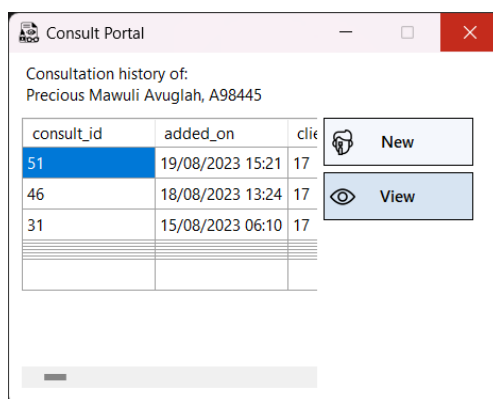 Consult Portal
Consultation history of:
Precious Mawuli Avuglah, A98445
consult_id added_on clie
51 19/08/2023 15:21 17
46 18/08/2023 13:24 17
31 15/08/2023 06:10 17
New
View